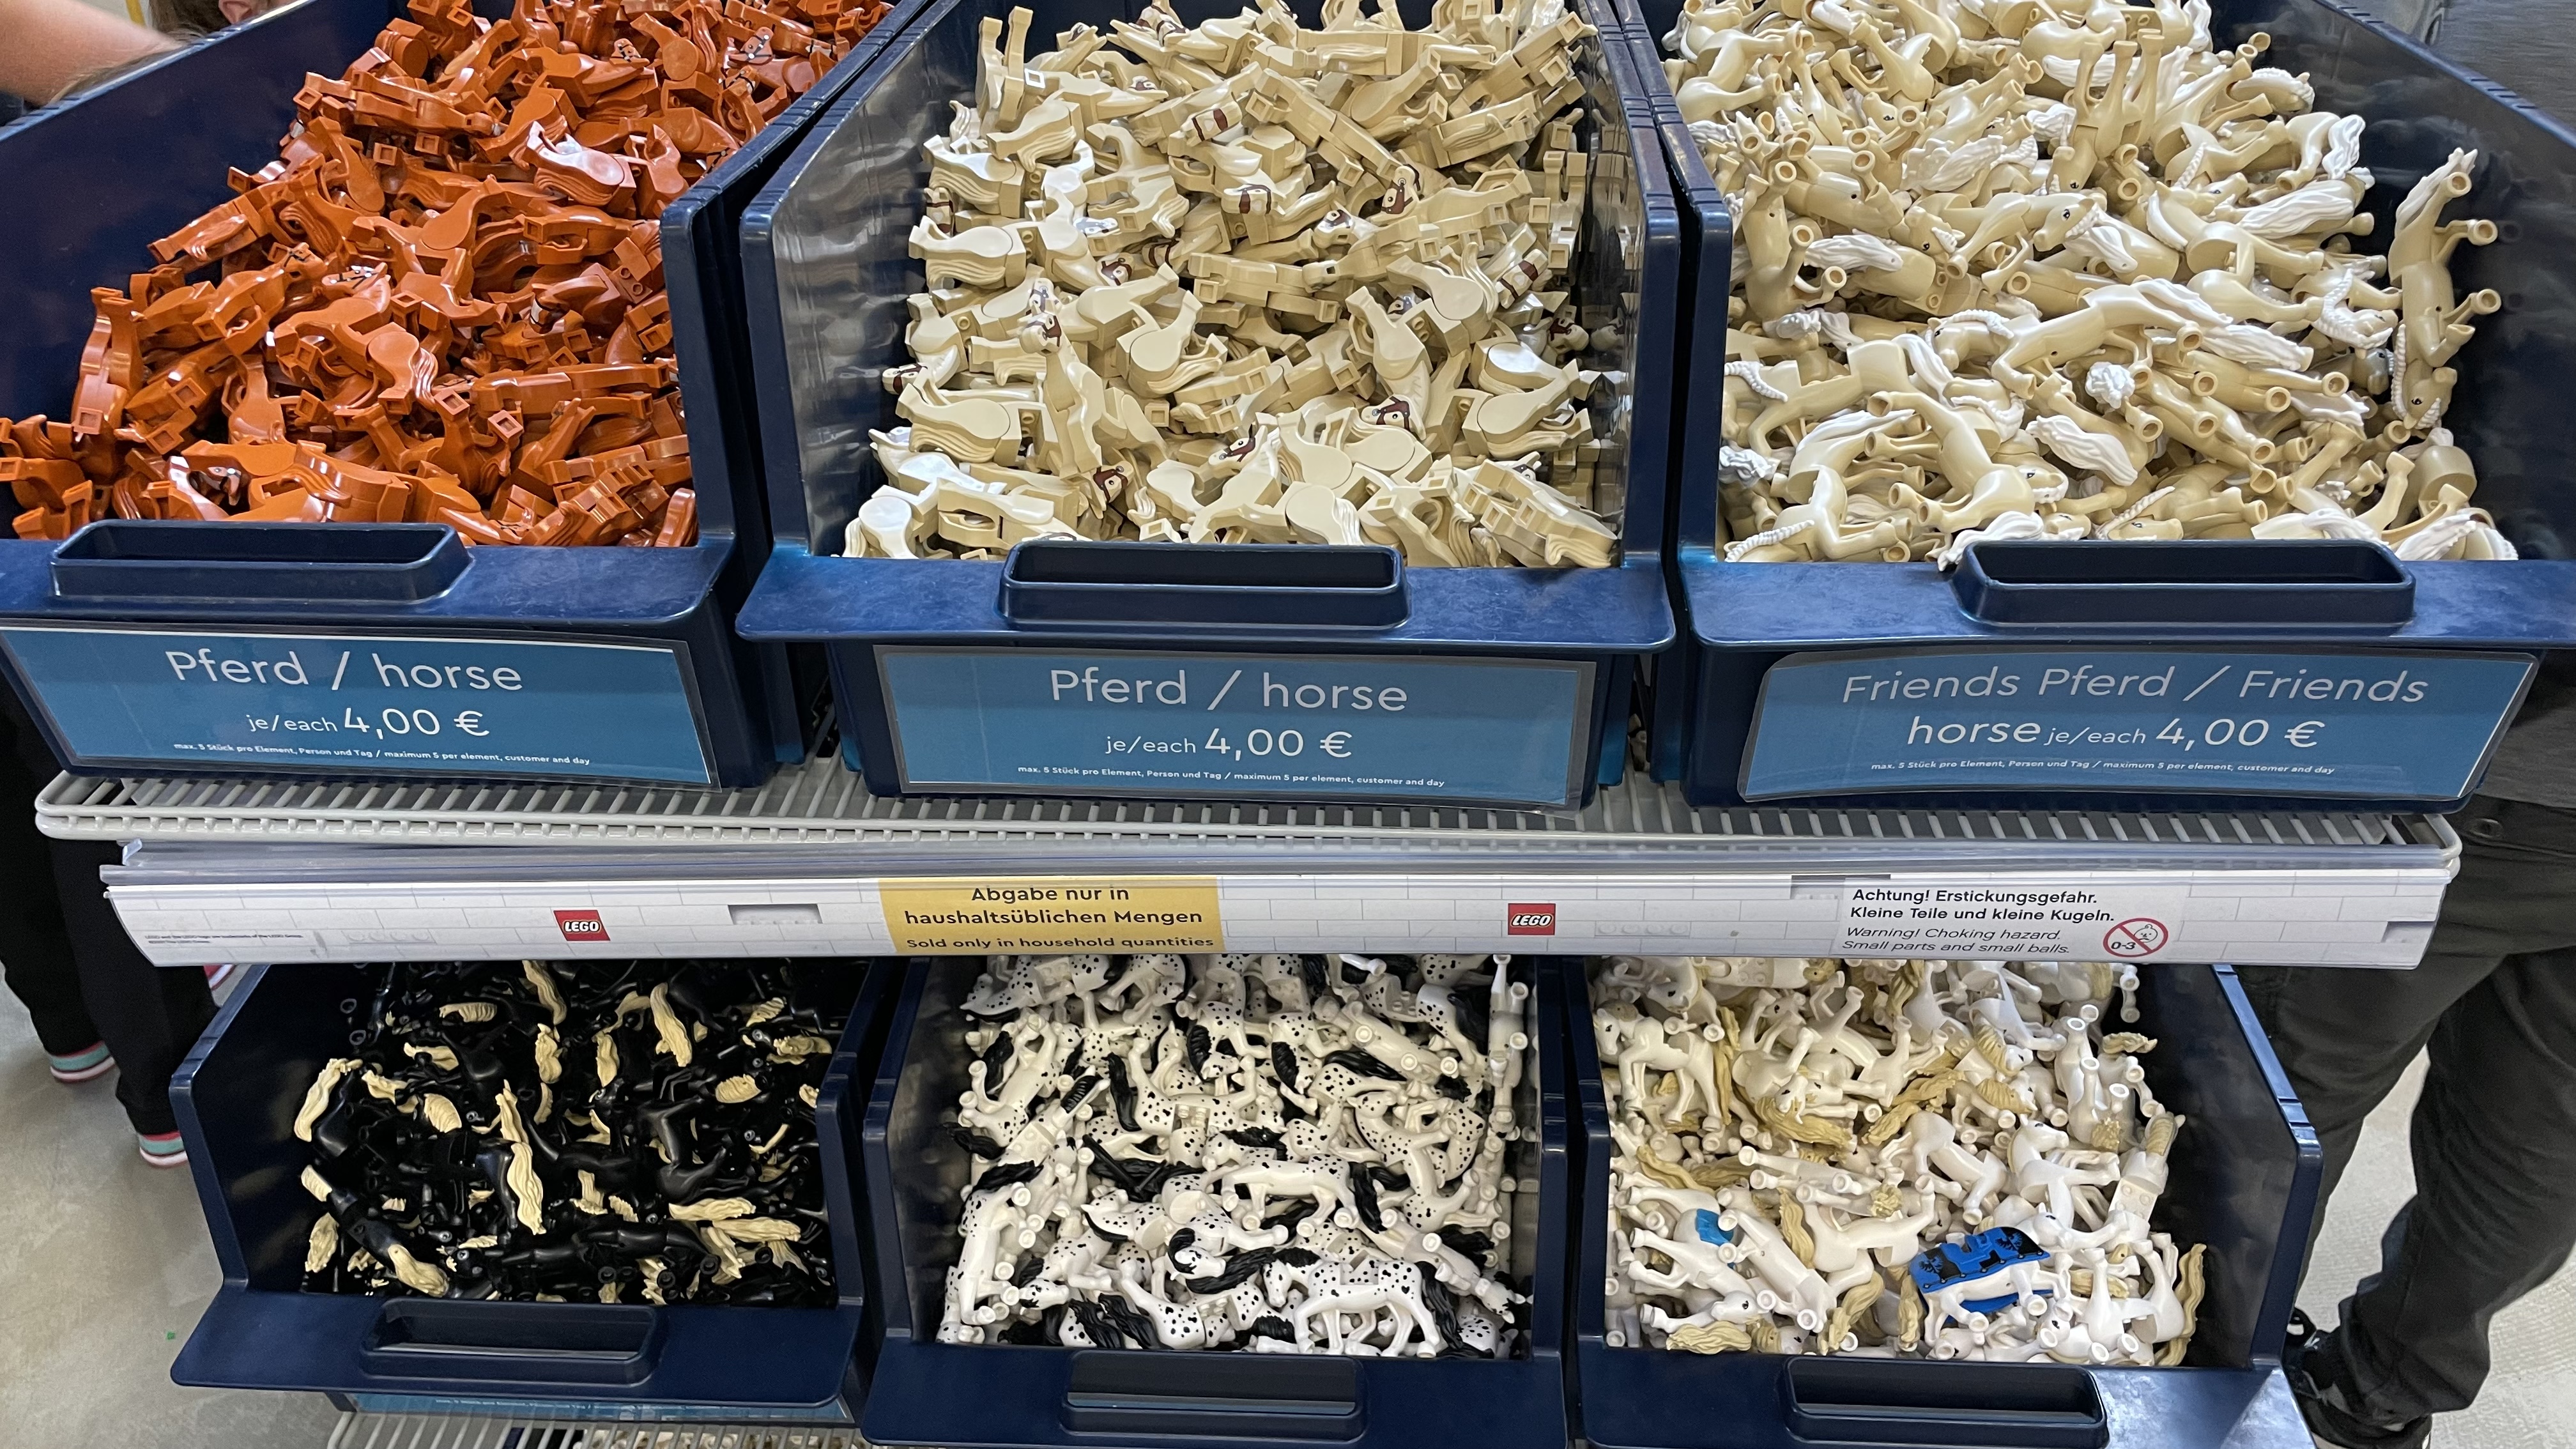 Pferd / horse
je/each 4,00 €
max. 5 Stück pro Element, Person und Tag / maximum 5 per element, customer and day
Pferd / horse
je/each 4,00 €
max. 5 Stück pro Element, Person und Tag / maximum 5 per element, customer and day
Friends Pferd / Friends
horse je/each 4,00 €
max. 5 Stück pro Element, Person und Tag / maximum 5 per element, customer and day
LEGO
Abgabe nur in
haushaltsüblichen Mengen
Sold only in household quantities
LEGO
Achtung! Erstickungsgefahr.
Kleine Teile und kleine Kugeln.
Warning! Choking hazard.
Small parts and small balls.
0-3